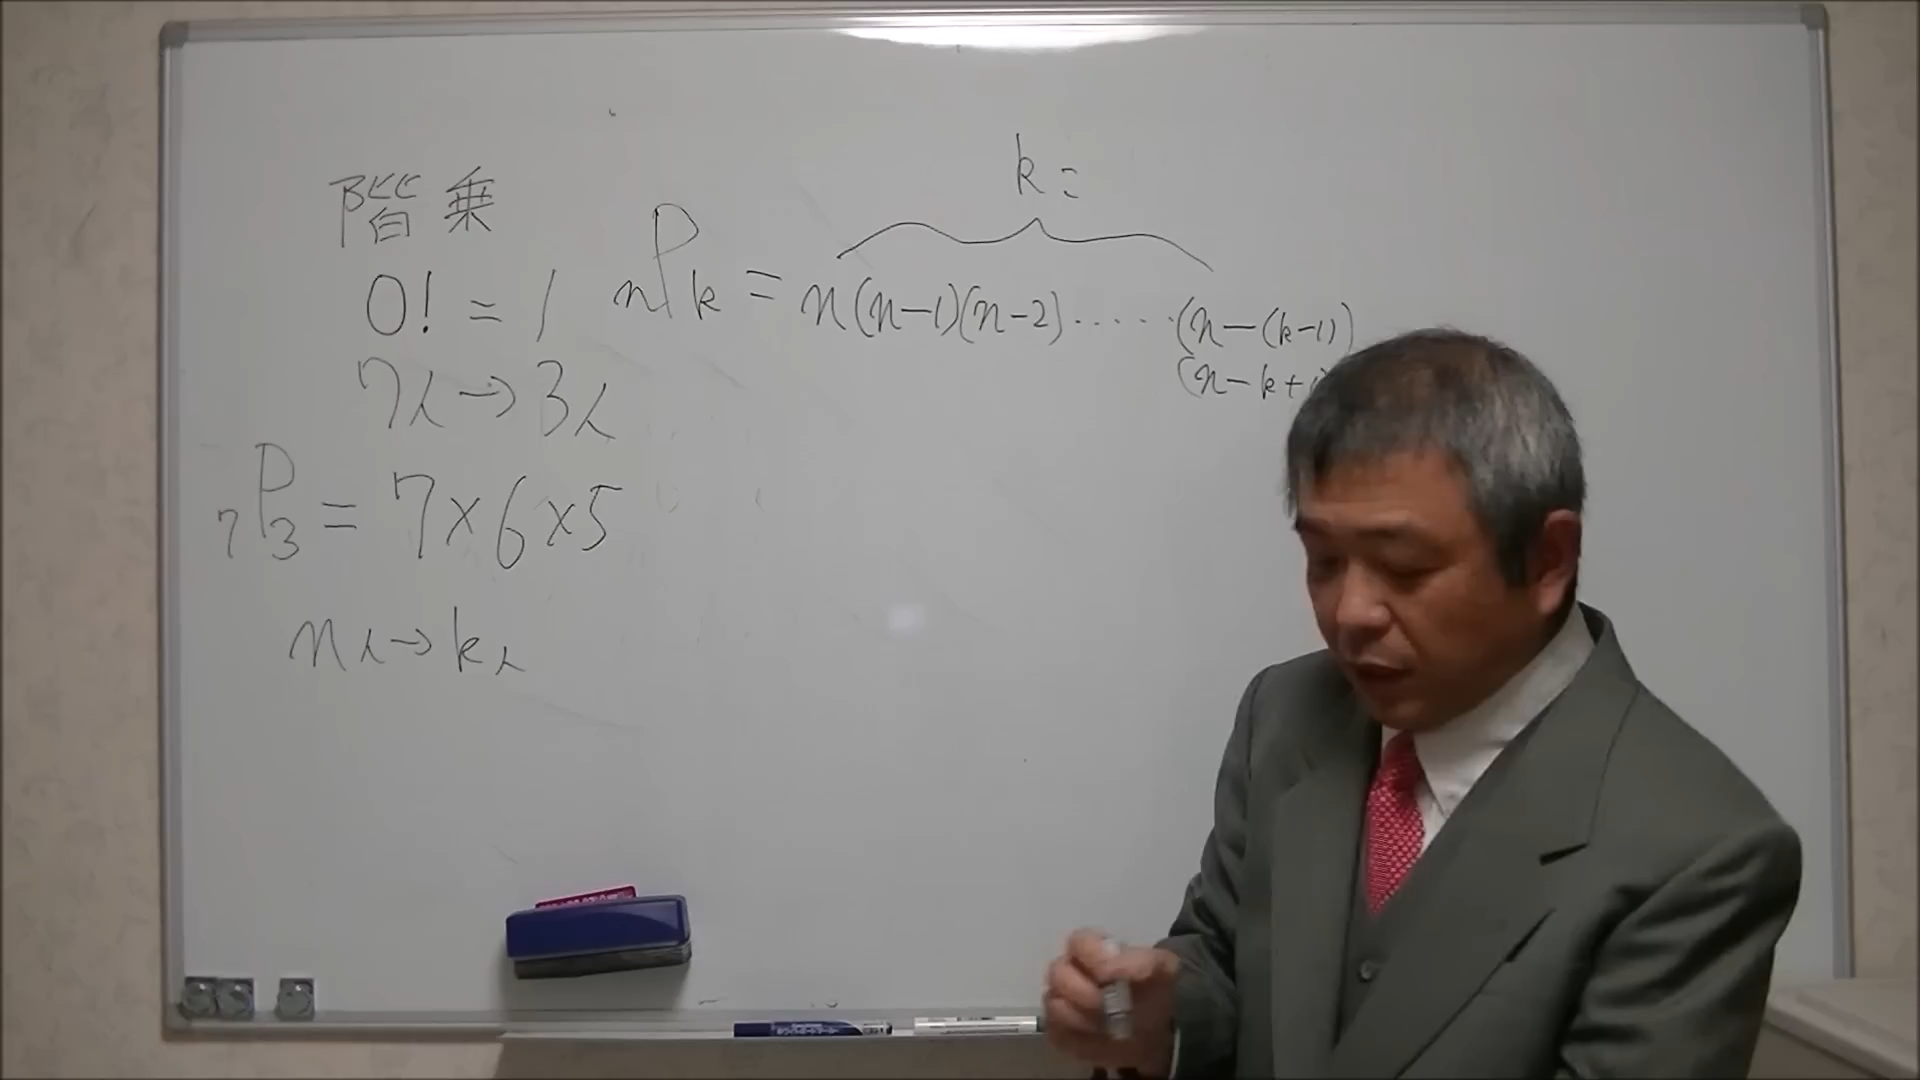 階乗
0! = 1
7人→3人
7P3 = 7×6×5
n人→k人
k=
nPk = n(n-1)(n-2)・・・・・(n-(k-1))
(n-k+1)